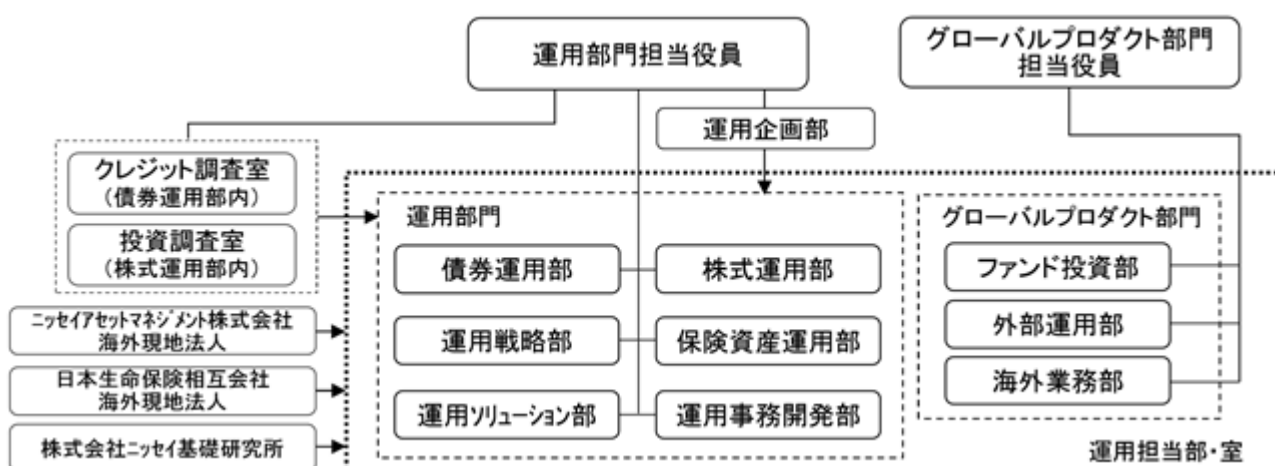 運用部門担当役員
グローバルプロダクト部門
担当役員
運用企画部
クレジット調査室
(債券運用部内)
投資調査室
(株式運用部内)
ニッセイアセットマネジメント株式会社
海外現地法人
日本生命保険相互会社
海外現地法人
株式会社ニッセイ基礎研究所
運用部門
債券運用部
株式運用部
運用戦略部
保険資産運用部
運用ソリューション部
運用事務開発部
グローバルプロダクト部門
ファンド投資部
外部運用部
海外業務部
運用担当部・室